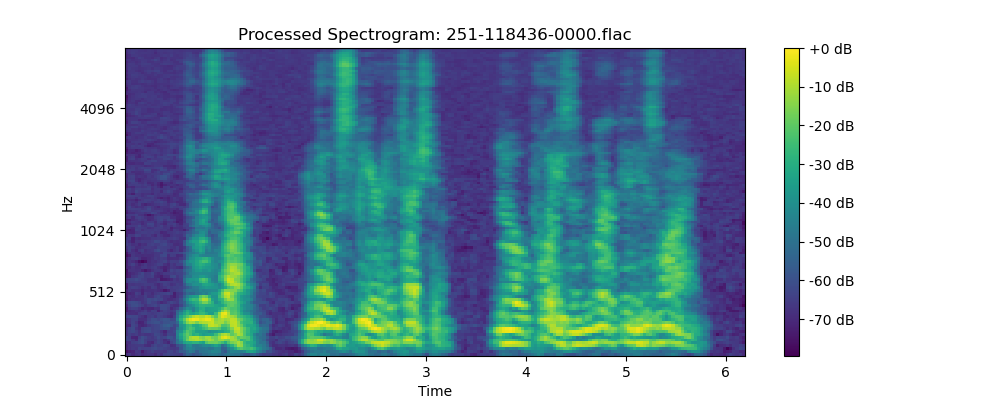 Processed Spectrogram: 251-118436-0000.flac
+0 dB
-10 dB
-20 dB
-30 dB
-40 dB
-50 dB
-60 dB
-70 dB
4096
2048
1024
512
0
Hz
0 1 2 3 4 5 6
Time